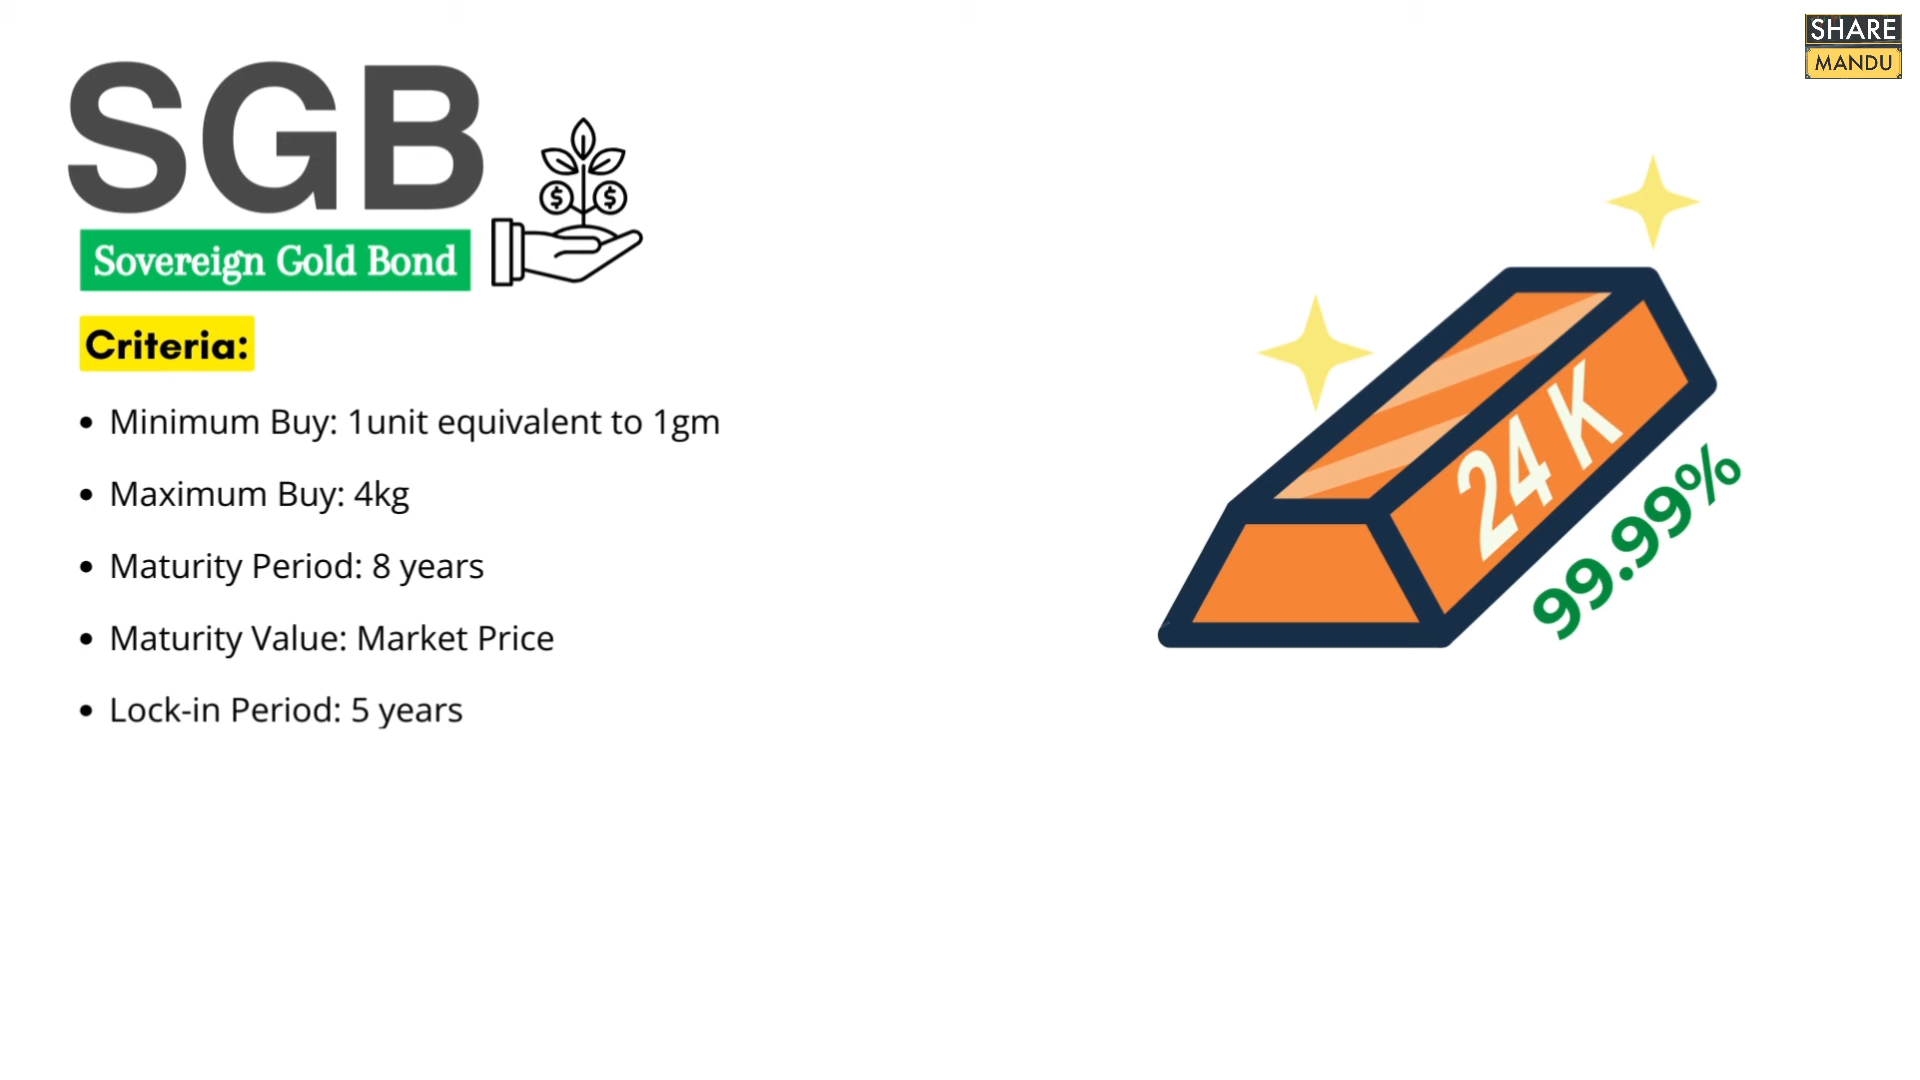 SHARE
MANDU
SGB
$ $
Sovereign Gold Bond
Criteria:
• Minimum Buy: 1unit equivalent to 1gm
• Maximum Buy: 4kg
• Maturity Period: 8 years
• Maturity Value: Market Price
• Lock-in Period: 5 years
24 K
99.99%